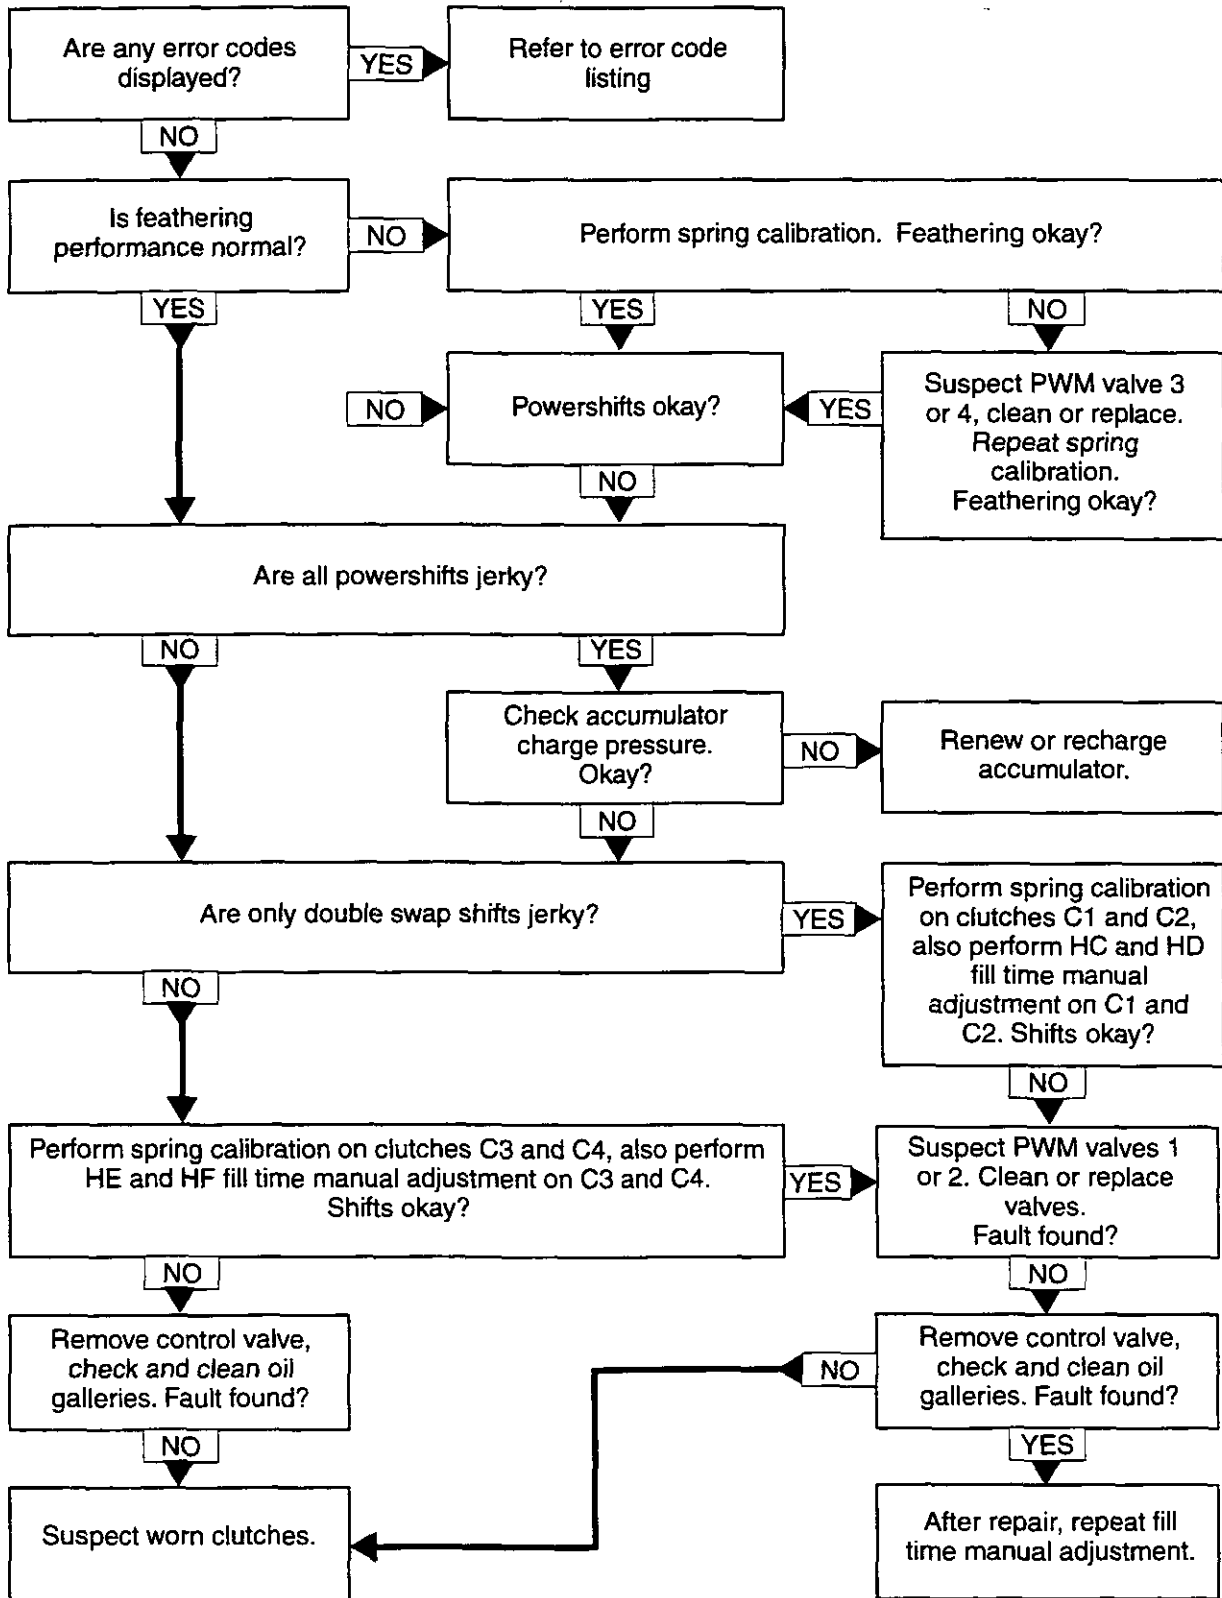 Are any error codes
displayed?
YES
Refer to error code
listing
NO
Is feathering
performance normal?
NO
Perform spring calibration. Feathering okay?
YES
YES
NO
NO
Powershifts okay?
YES
Suspect PWM valve 3
or 4, clean or replace.
Repeat spring
calibration.
Feathering okay?
NO
Are all powershifts jerky?
NO
YES
Check accumulator
charge pressure.
Okay?
NO
Renew or recharge
accumulator.
NO
Are only double swap shifts jerky?
YES
Perform spring calibration
on clutches C1 and C2,
also perform HC and HD
fill time manual
adjustment on C1 and
C2. Shifts okay?
NO
NO
Perform spring calibration on clutches C3 and C4, also perform
HE and HF fill time manual adjustment on C3 and C4.
Shifts okay?
YES
Suspect PWM valves 1
or 2. Clean or replace
valves.
Fault found?
NO
NO
Remove control valve,
check and clean oil
galleries. Fault found?
NO
Remove control valve,
check and clean oil
galleries. Fault found?
NO
YES
Suspect worn clutches.
After repair, repeat fill
time manual adjustment.